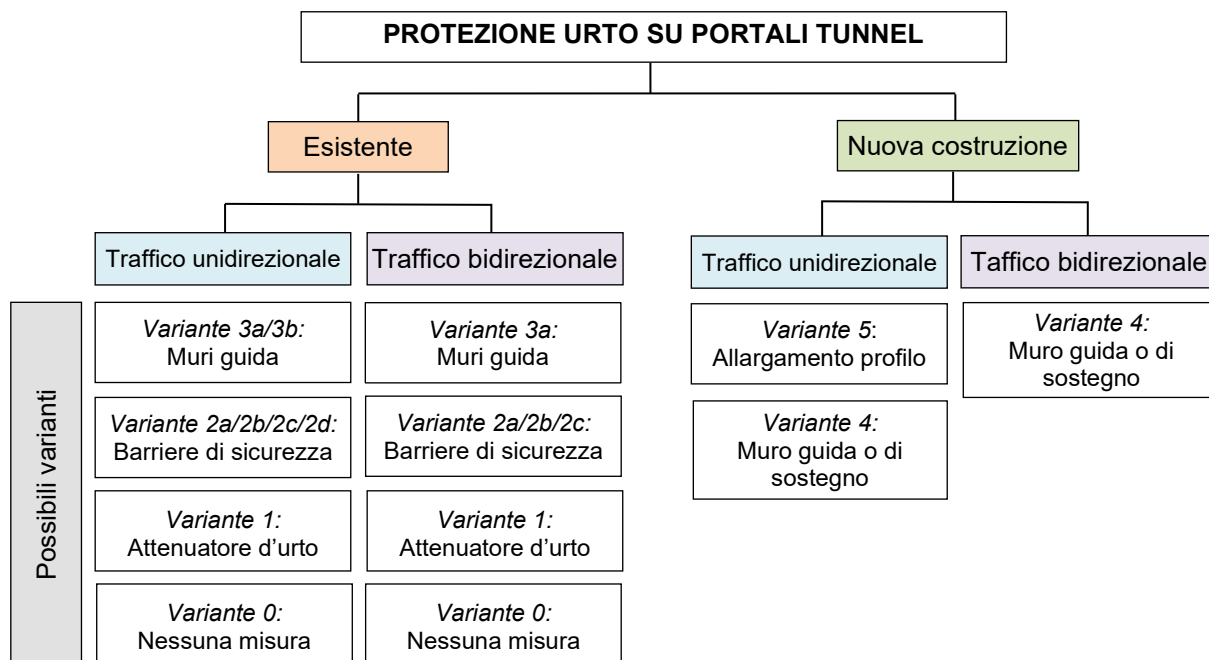 PROTEZIONE URTO SU PORTALI TUNNEL
Esistente
Nuova costruzione
Traffico unidirezionale
Traffico bidirezionale
Traffico unidirezionale
Taffico bidirezionale
Possibili varianti
Variante 3a/3b:
Muri guida
Variante 3a:
Muri guida
Variante 5:
Allargamento profilo
Variante 4:
Muro guida o di
sostegno
Variante 2a/2b/2c/2d:
Barriere di sicurezza
Variante 2a/2b/2c:
Barriere di sicurezza
Variante 4:
Muro guida o di
sostegno
Variante 1:
Attenuatore d’urto
Variante 1:
Attenuatore d’urto
Variante 0:
Nessuna misura
Variante 0:
Nessuna misura